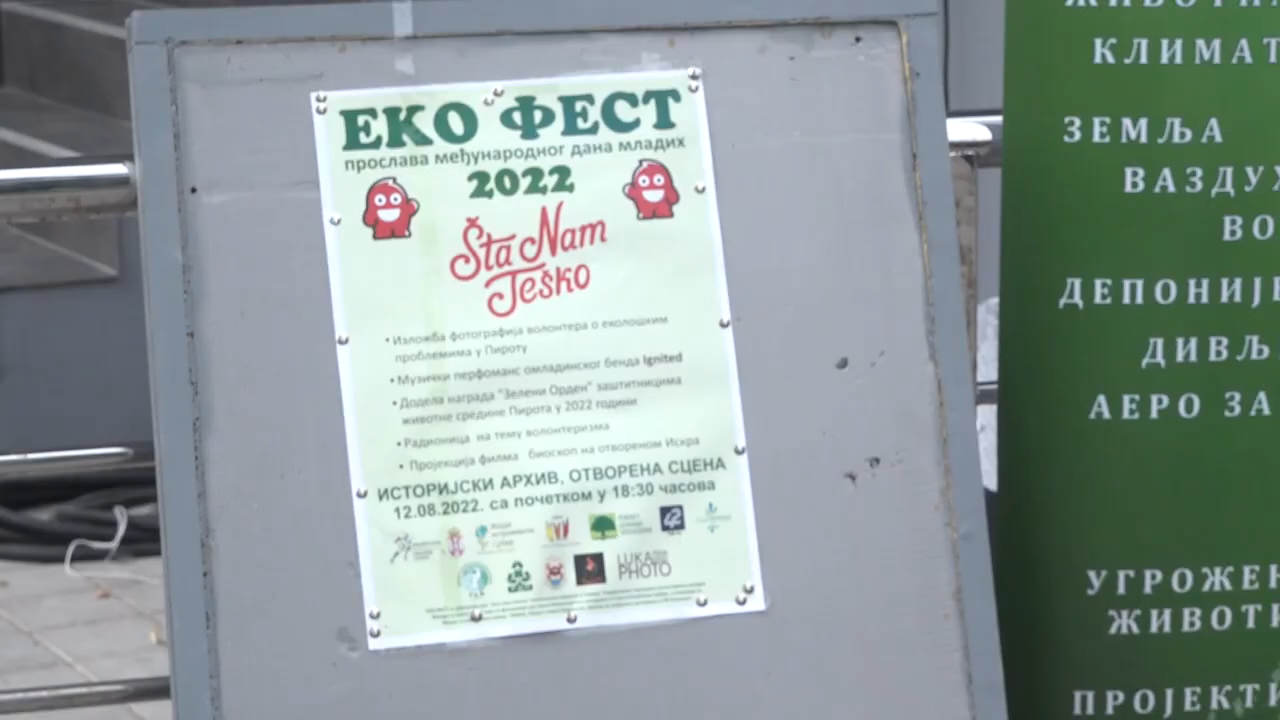 ЕКО ФЕСТ
прослава међународног дана младих
2022
Šta Nam
Teško
• Изложба фотографија волонтера о еколошким
проблемима у Пироту
• Музички перфоманс омладинског бенда Ignited
• Додела награда "Зелени Орден" заштитницима
животне средине Пирота у 2022 години
• Радионица на тему волонтеризма
• Пројекција филма биоскоп на отвореном Искра
ИСТОРИЈСКИ АРХИВ, ОТВОРЕНА СЦЕНА
12.08.2022. са почетком у 18:30 часова
LUKA
PHOTO
КЛИМАТ
ЗЕМЉА
ВАЗДУХ
ВО
ДЕПОНИЈЕ
ДИВЉ
АЕРО ЗА
УГРОЖЕН
ЖИВОТИ
ПРОЈЕКТИ